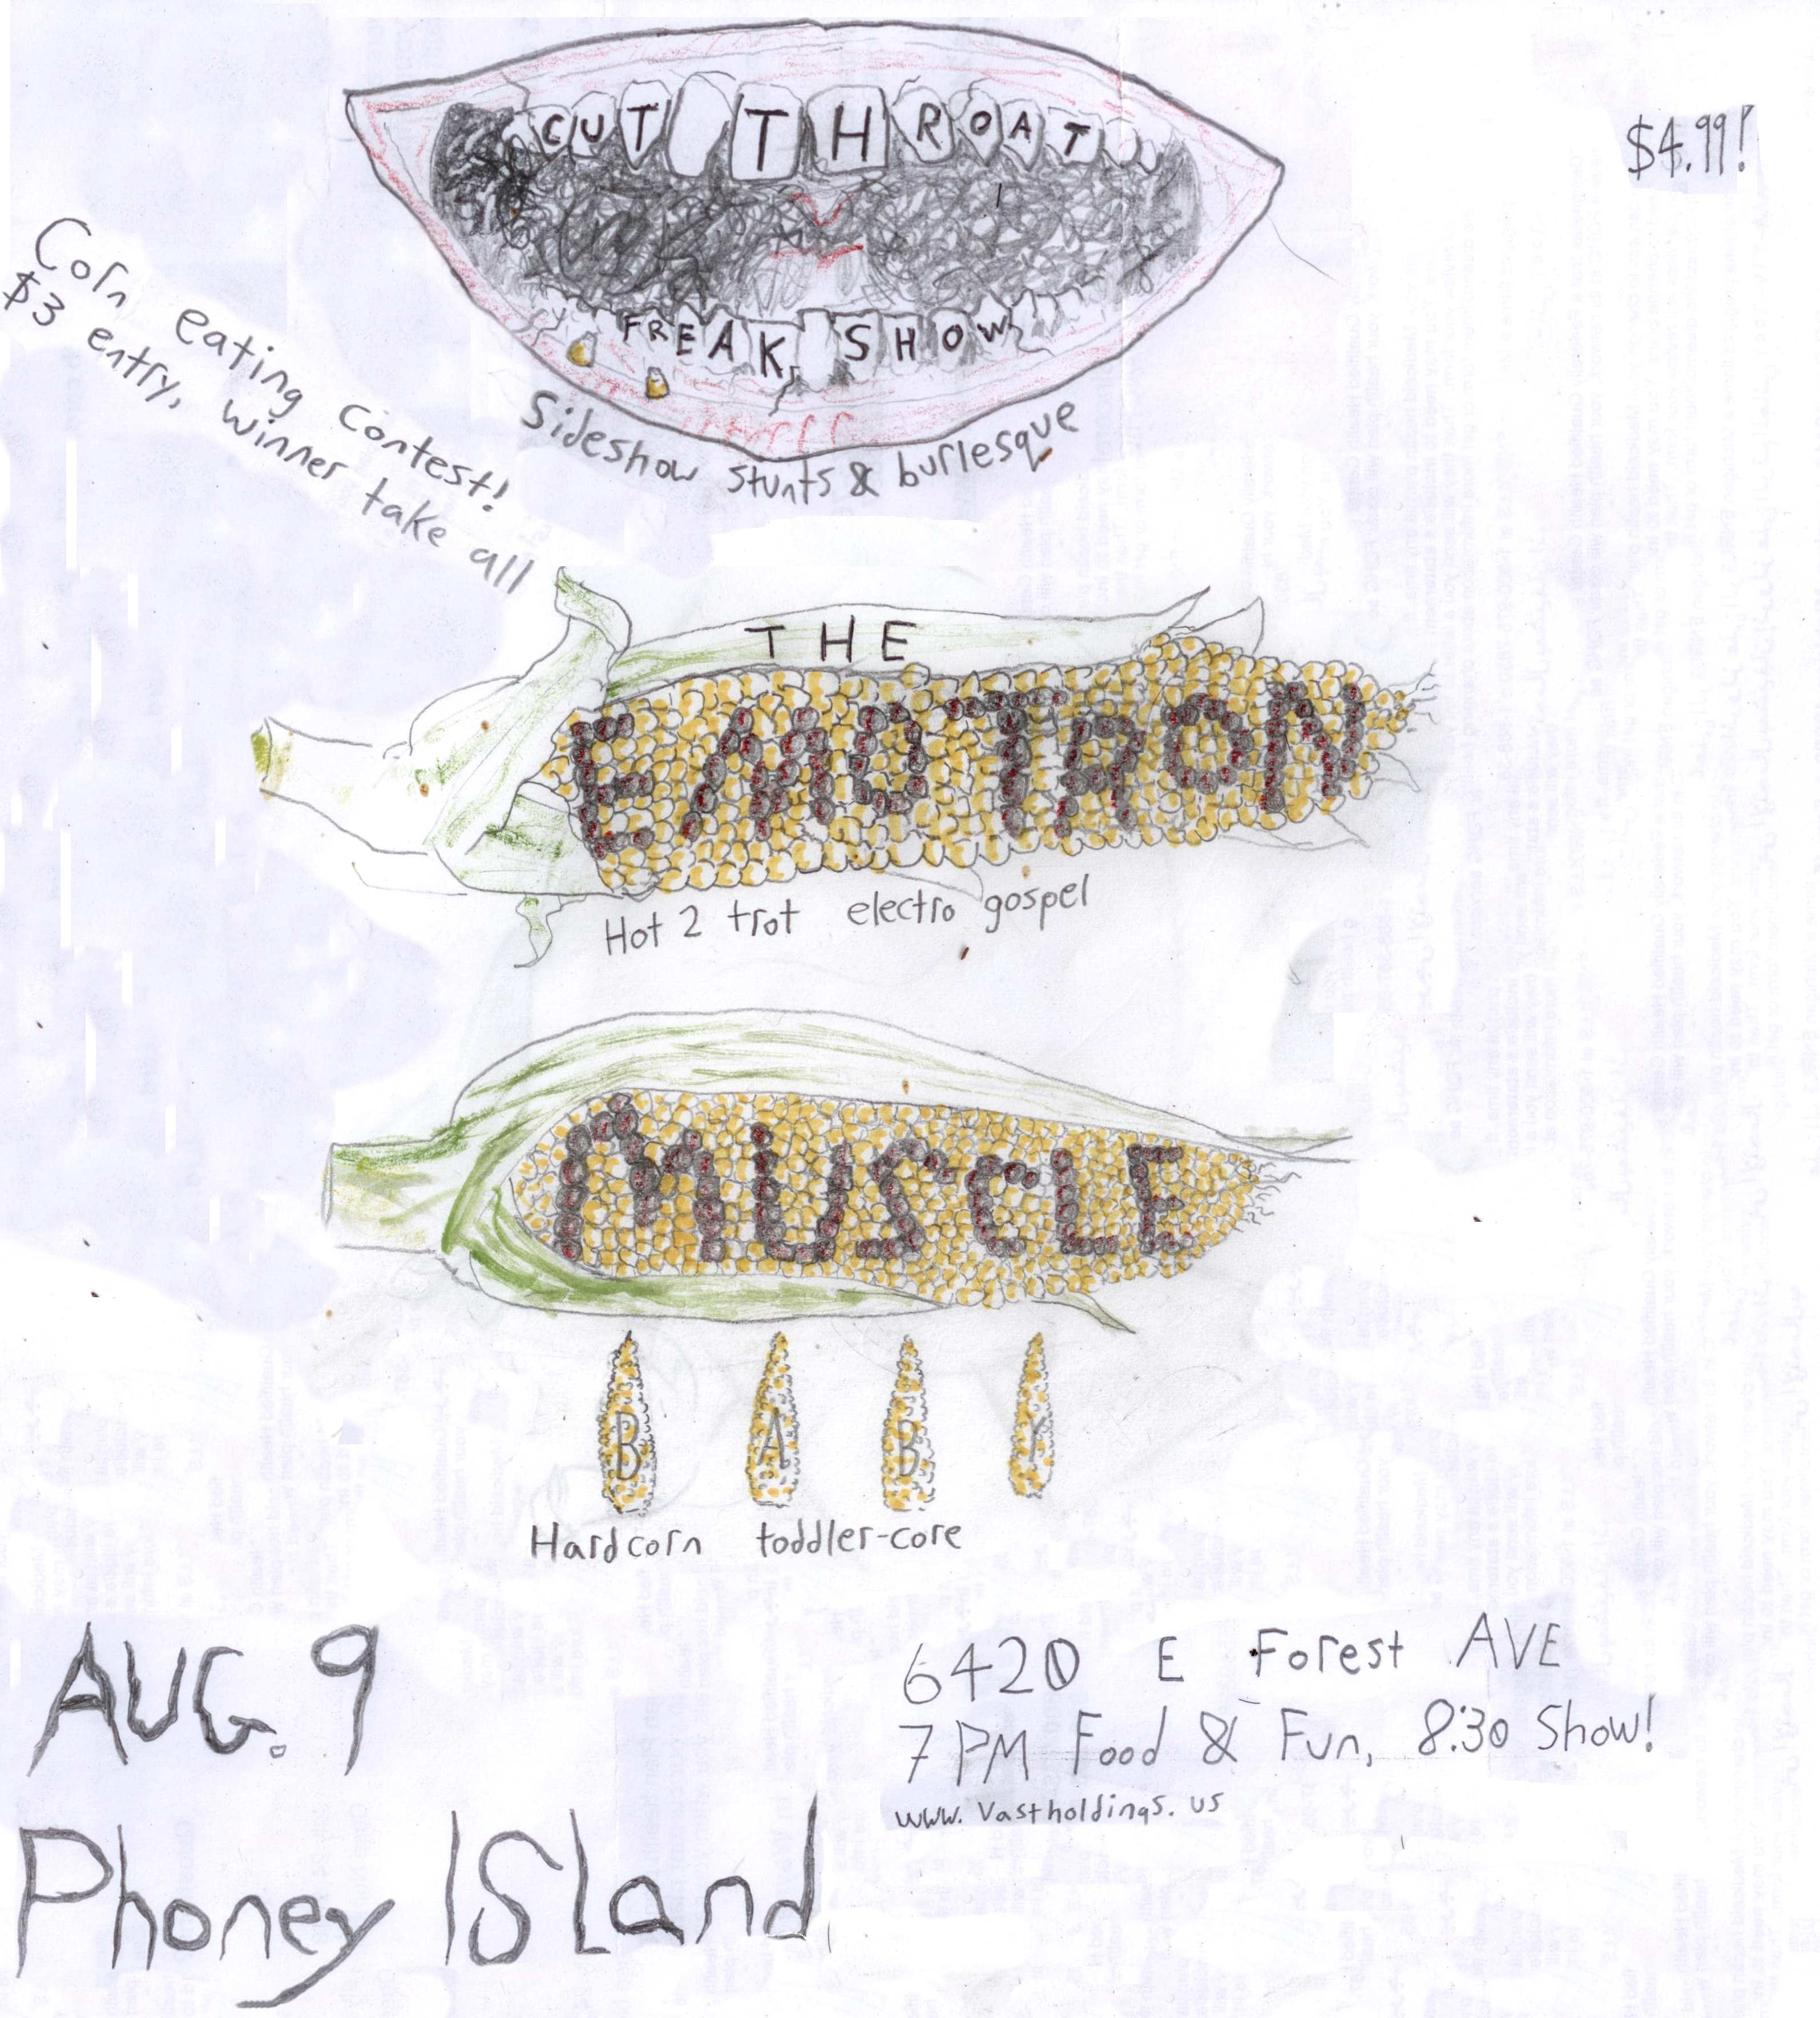 CUT THROAT
$4.99!
FREAK SHOW
Sideshow stunts & burlesque
Corn eating contest!
$3 entry, winner take all
THE
EMOTRON
Hot 2 trot electro gospel
MUSCLE
BABY
Hardcorn toddler-core
AUG. 9
Phoney ISLand
6420 E Forest AVE
7 PM Food & Fun, 8:30 Show!
www.Vastholdings.us